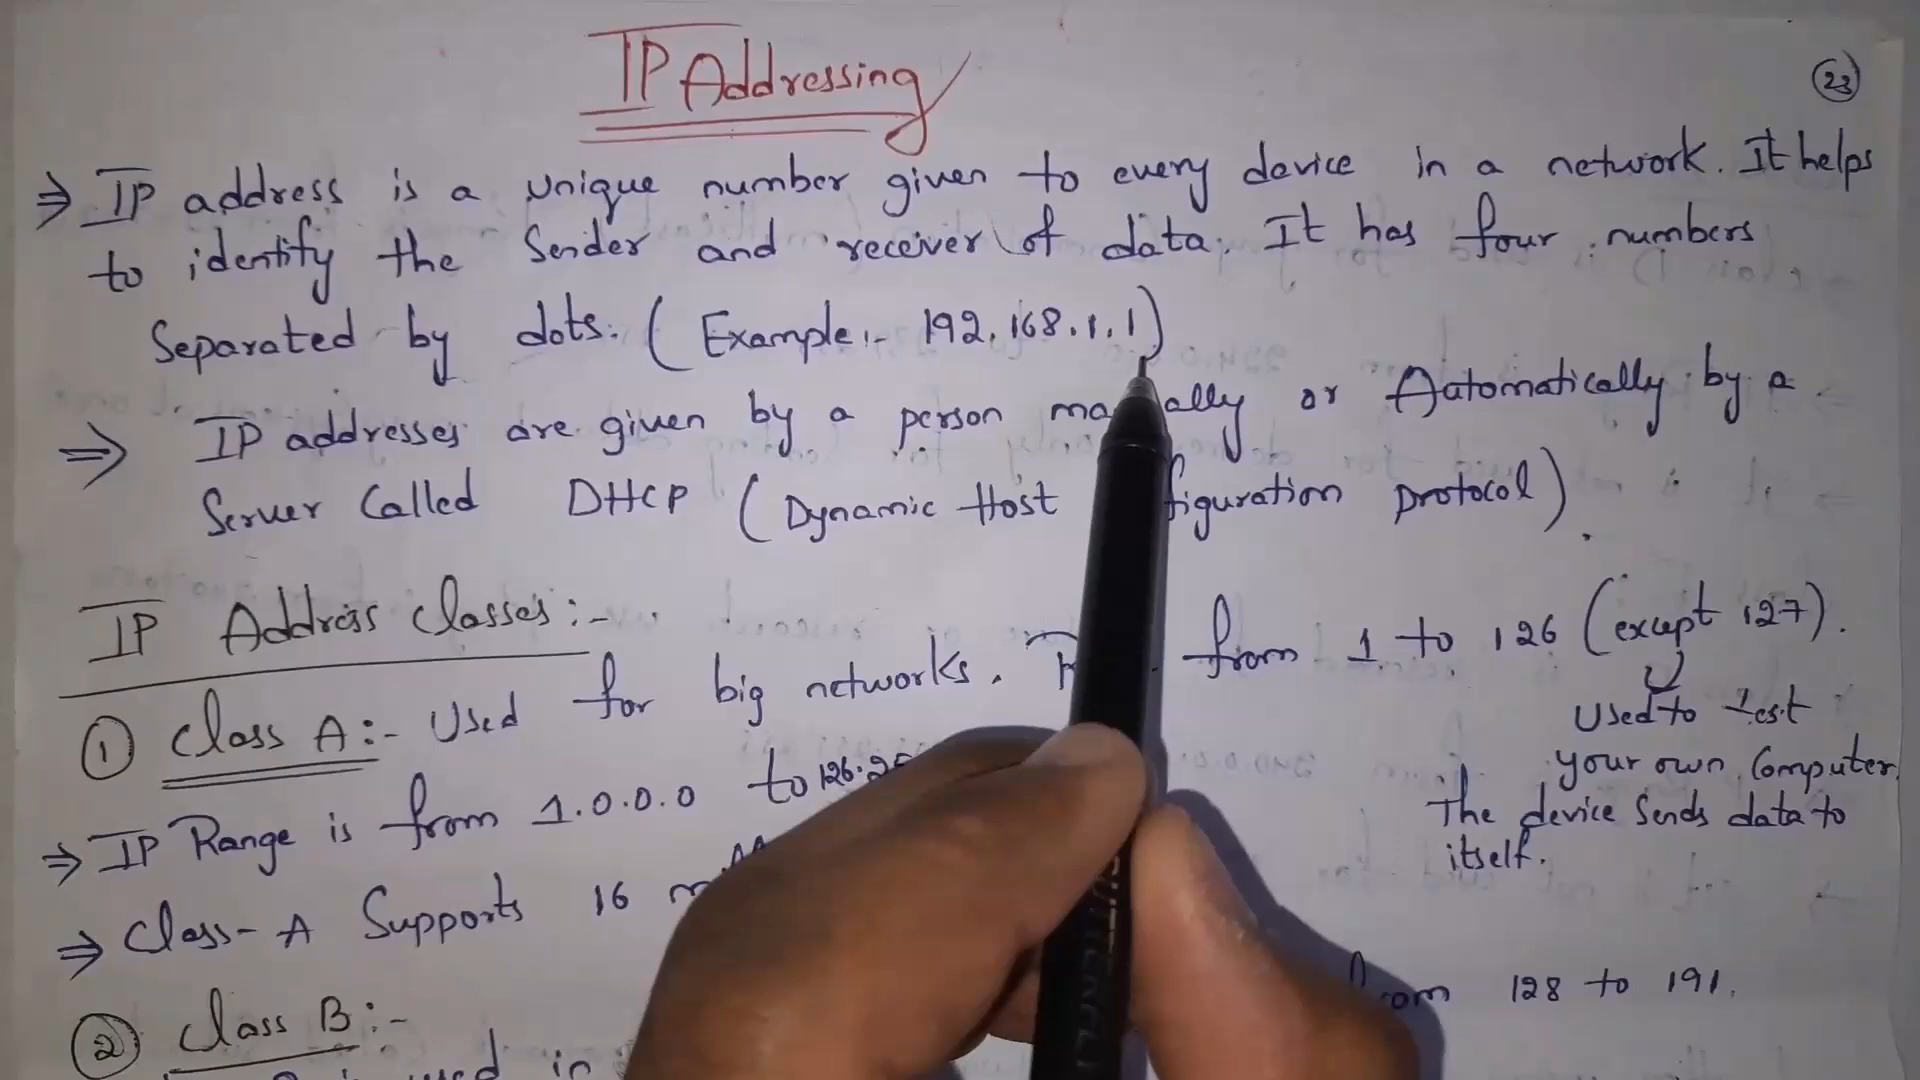 IP Addressing
23
⇒ IP address is a unique number given to every device in a network. It helps
to identify the Sender and receiver of data. It has four numbers
Separated by dots. (Example:- 192.168.1.1)
⇒ IP addresses are given by a person or Automatically by a
Server Called DHCP (Dynamic Host Protocol).
IP Address Classes:-
① Class A:- Used for big networks. from 1 to 126 (except 127).
Used to Test
your own Computer
The device Sends data to
itself.
⇒ IP Range is from 1.0.0.0 to 126.
⇒ Class-A Supports 16
② Class B:- from 128 to 191.
used in